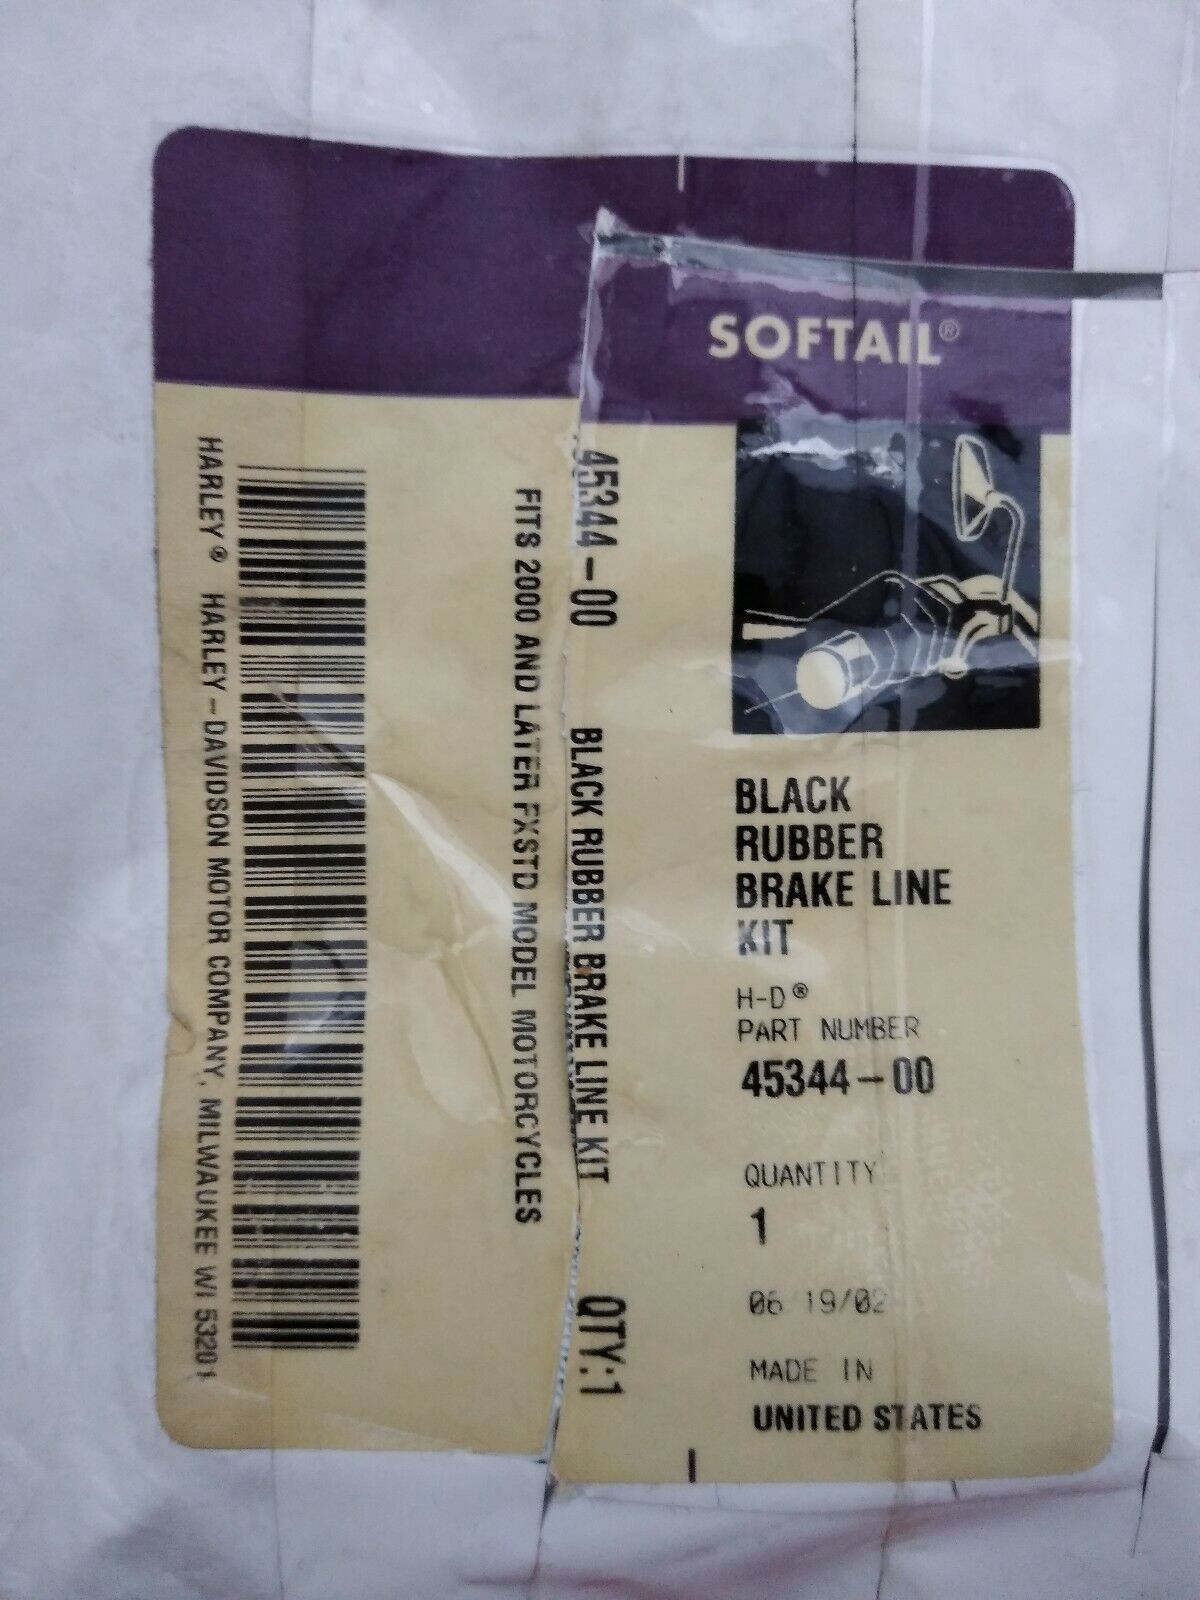 SOFTAIL®
BLACK
RUBBER
BRAKE LINE
KIT
H-D®
PART NUMBER
45344-00
QUANTITY
1
06 19/02
MADE IN
UNITED STATES
45344-00 BLACK RUBBER BRAKE LINE KIT QTY:1
FITS 2000 AND LATER FXSTD MODEL MOTORCYCLES
HARLEY® HARLEY-DAVIDSON MOTOR COMPANY, MILWAUKEE WI 53201